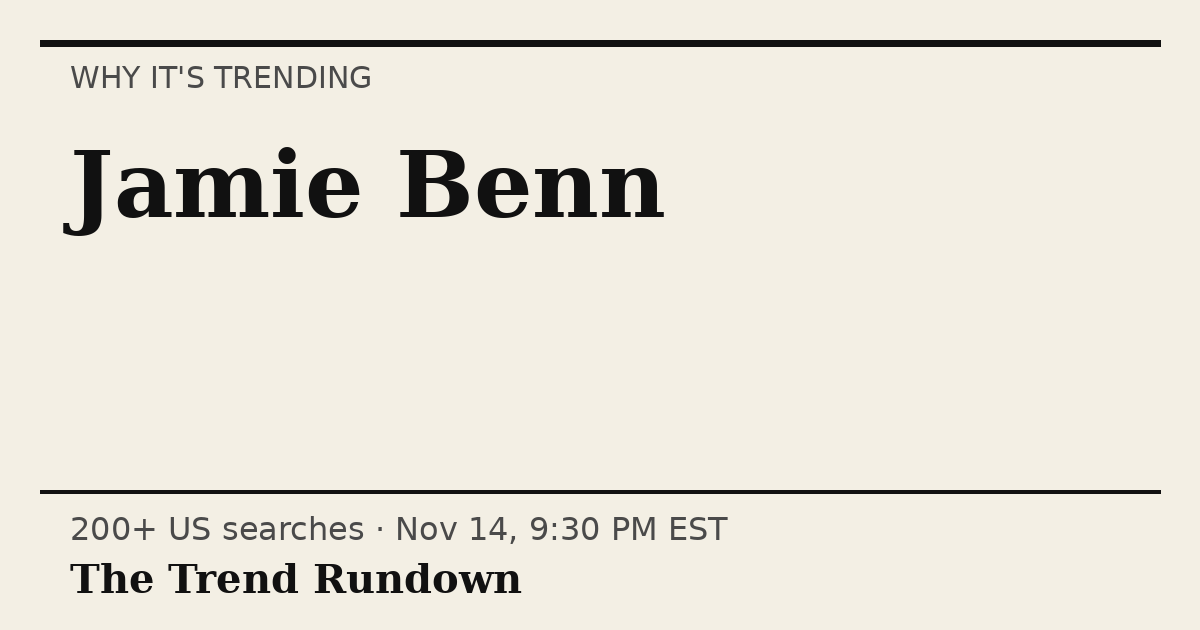 WHY IT'S TRENDING
Jamie Benn
200+ US searches · Nov 14, 9:30 PM EST
The Trend Rundown